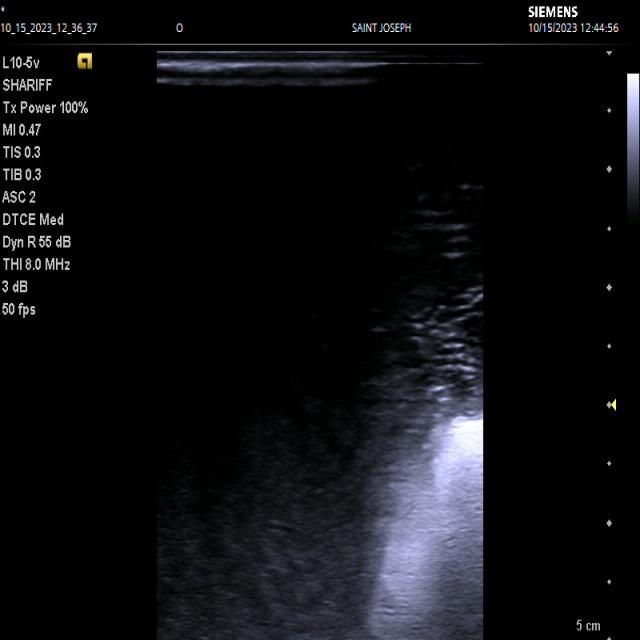 *
SIEMENS
10_15_2023_12_36_37 O SAINT JOSEPH 10/15/2023 12:44:56
L10-5v
SHARIFF
Tx Power 100%
MI 0.47
TIS 0.3
TIB 0.3
ASC 2
DTCE Med
Dyn R 55 dB
THI 8.0 MHz
3 dB
50 fps
5 cm